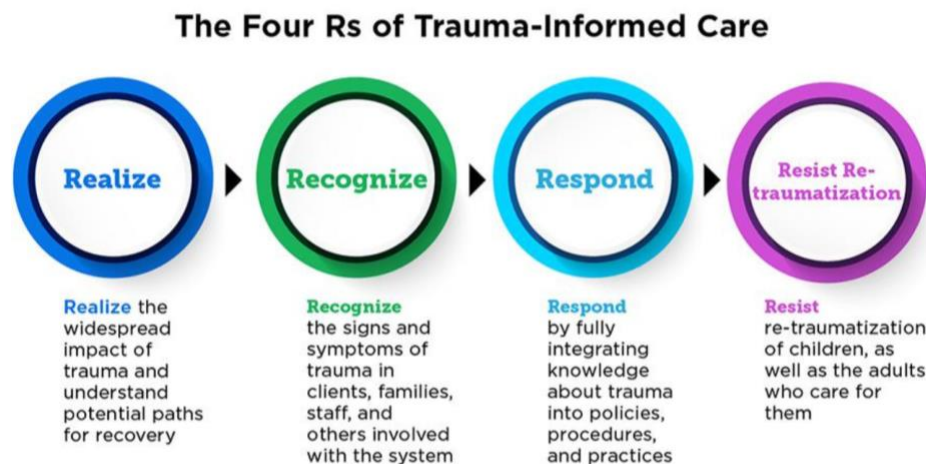 The Four Rs of Trauma-Informed Care
Realize
Recognize
Respond
Resist Re-
traumatization
Realize the
widespread
impact of
trauma and
understand
potential paths
for recovery
Recognize
the signs and
symptoms of
trauma in
clients, families,
staff, and
others involved
with the system
Respond
by fully
integrating
knowledge
about trauma
into policies,
procedures,
and practices
Resist
re-traumatization
of children, as
well as the adults
who care for
them